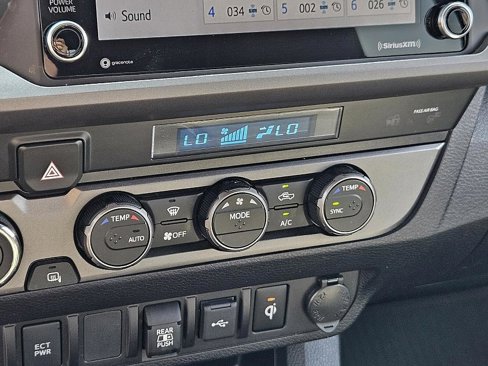 POWER
VOLUME
Sound
4 034 5 002 6 026
gracenote
SiriusXM
PASS AIR BAG
LO LO
TEMP
AUTO
OFF
MODE
A/C
TEMP
SYNC
ECT
PWR
REAR
PUSH